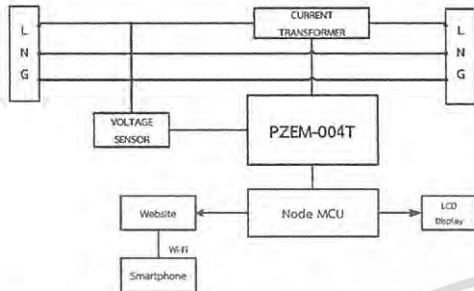 L
N
G
CURRENT
TRANSFORMER
L
N
G
VOLTAGE
SENSOR
PZEM-004T
Website
Node MCU
LCD
Display
Wi-Fi
Smartphone